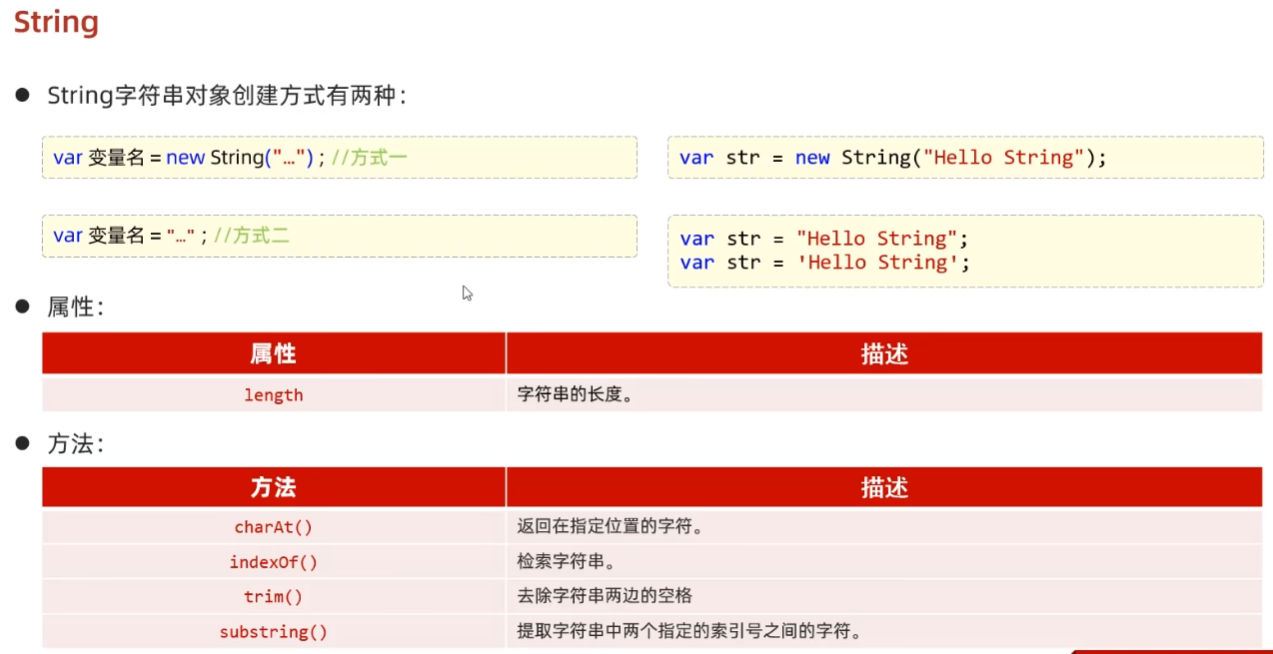 String
● String字符串对象创建方式有两种：
var 变量名 = new String("…") ; //方式一
var str = new String("Hello String");
var 变量名 = "…" ; //方式二
var str = "Hello String";
var str = 'Hello String';
● 属性：
属性 描述
length 字符串的长度。
● 方法：
方法 描述
charAt() 返回在指定位置的字符。
indexOf() 检索字符串。
trim() 去除字符串两边的空格
substring() 提取字符串中两个指定的索引号之间的字符。